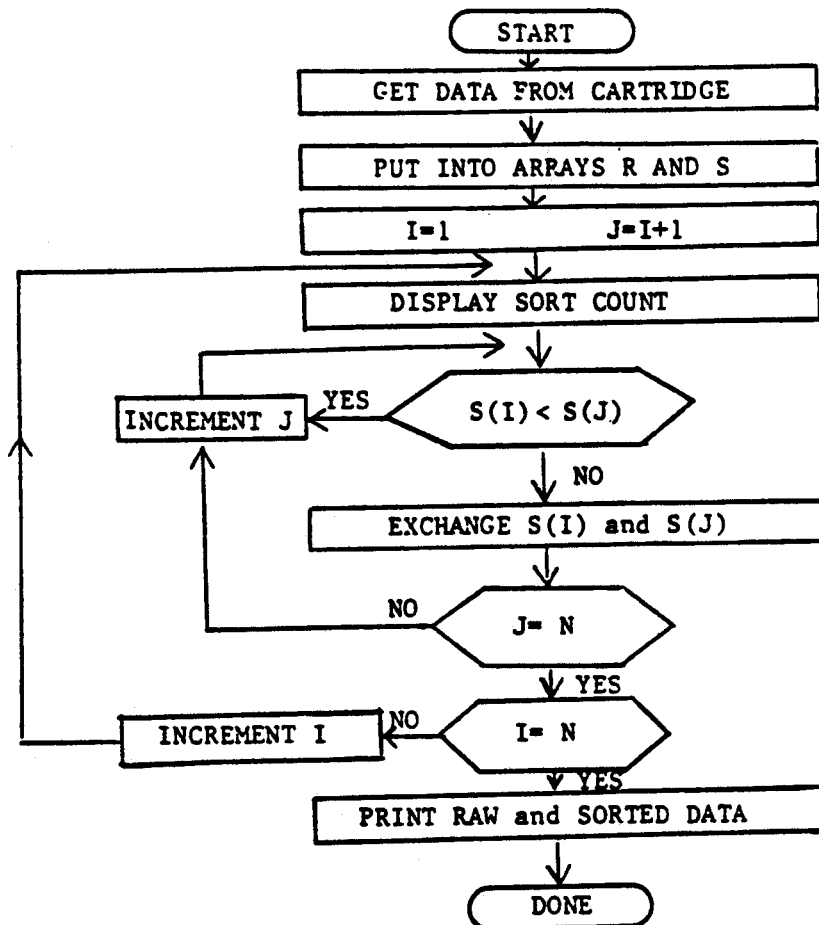 START
GET DATA FROM CARTRIDGE
PUT INTO ARRAYS R AND S
I=1 J=I+1
DISPLAY SORT COUNT
INCREMENT J
YES
S(I) < S(J)
NO
EXCHANGE S(I) and S(J)
NO
J= N
YES
INCREMENT I
NO
I= N
YES
PRINT RAW and SORTED DATA
DONE